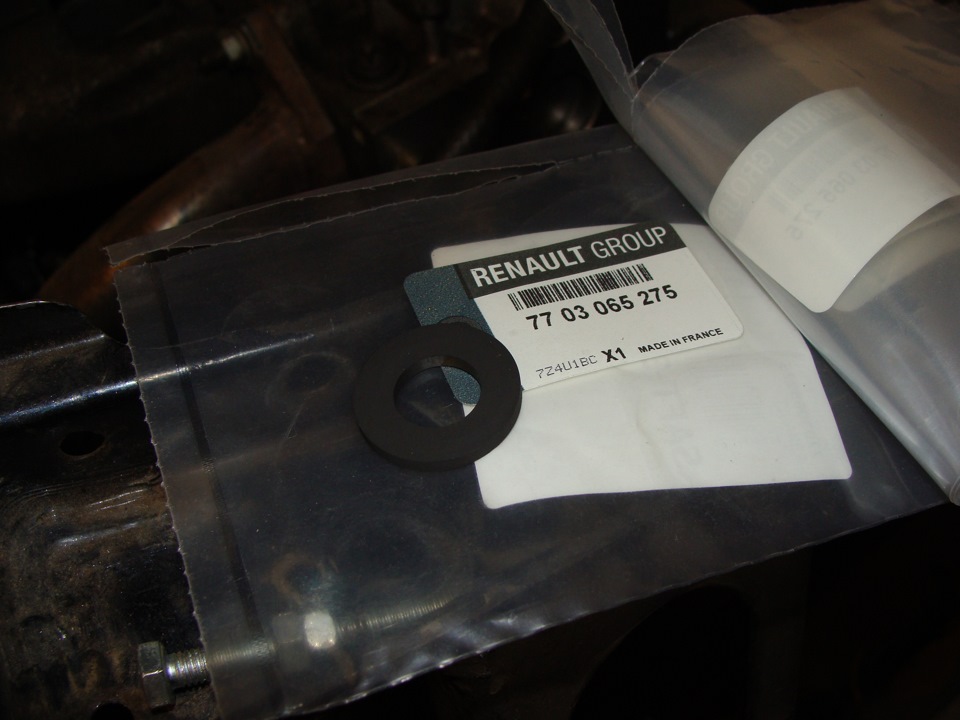 RENAULT GROUP
77 03 065 275
7Z4U1BC X1 MADE IN FRANCE